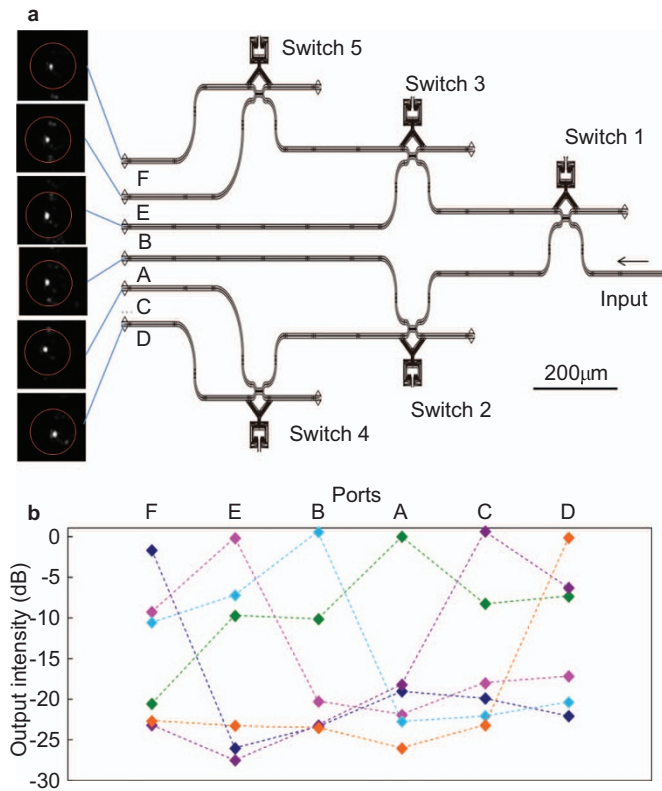 a
Switch 5
Switch 3
Switch 1
F
E
B
A
C
D
Input
200μm
Switch 2
Switch 4
b
Ports
F E B A C D
Output intensity (dB)
0
-5
-10
-15
-20
-25
-30